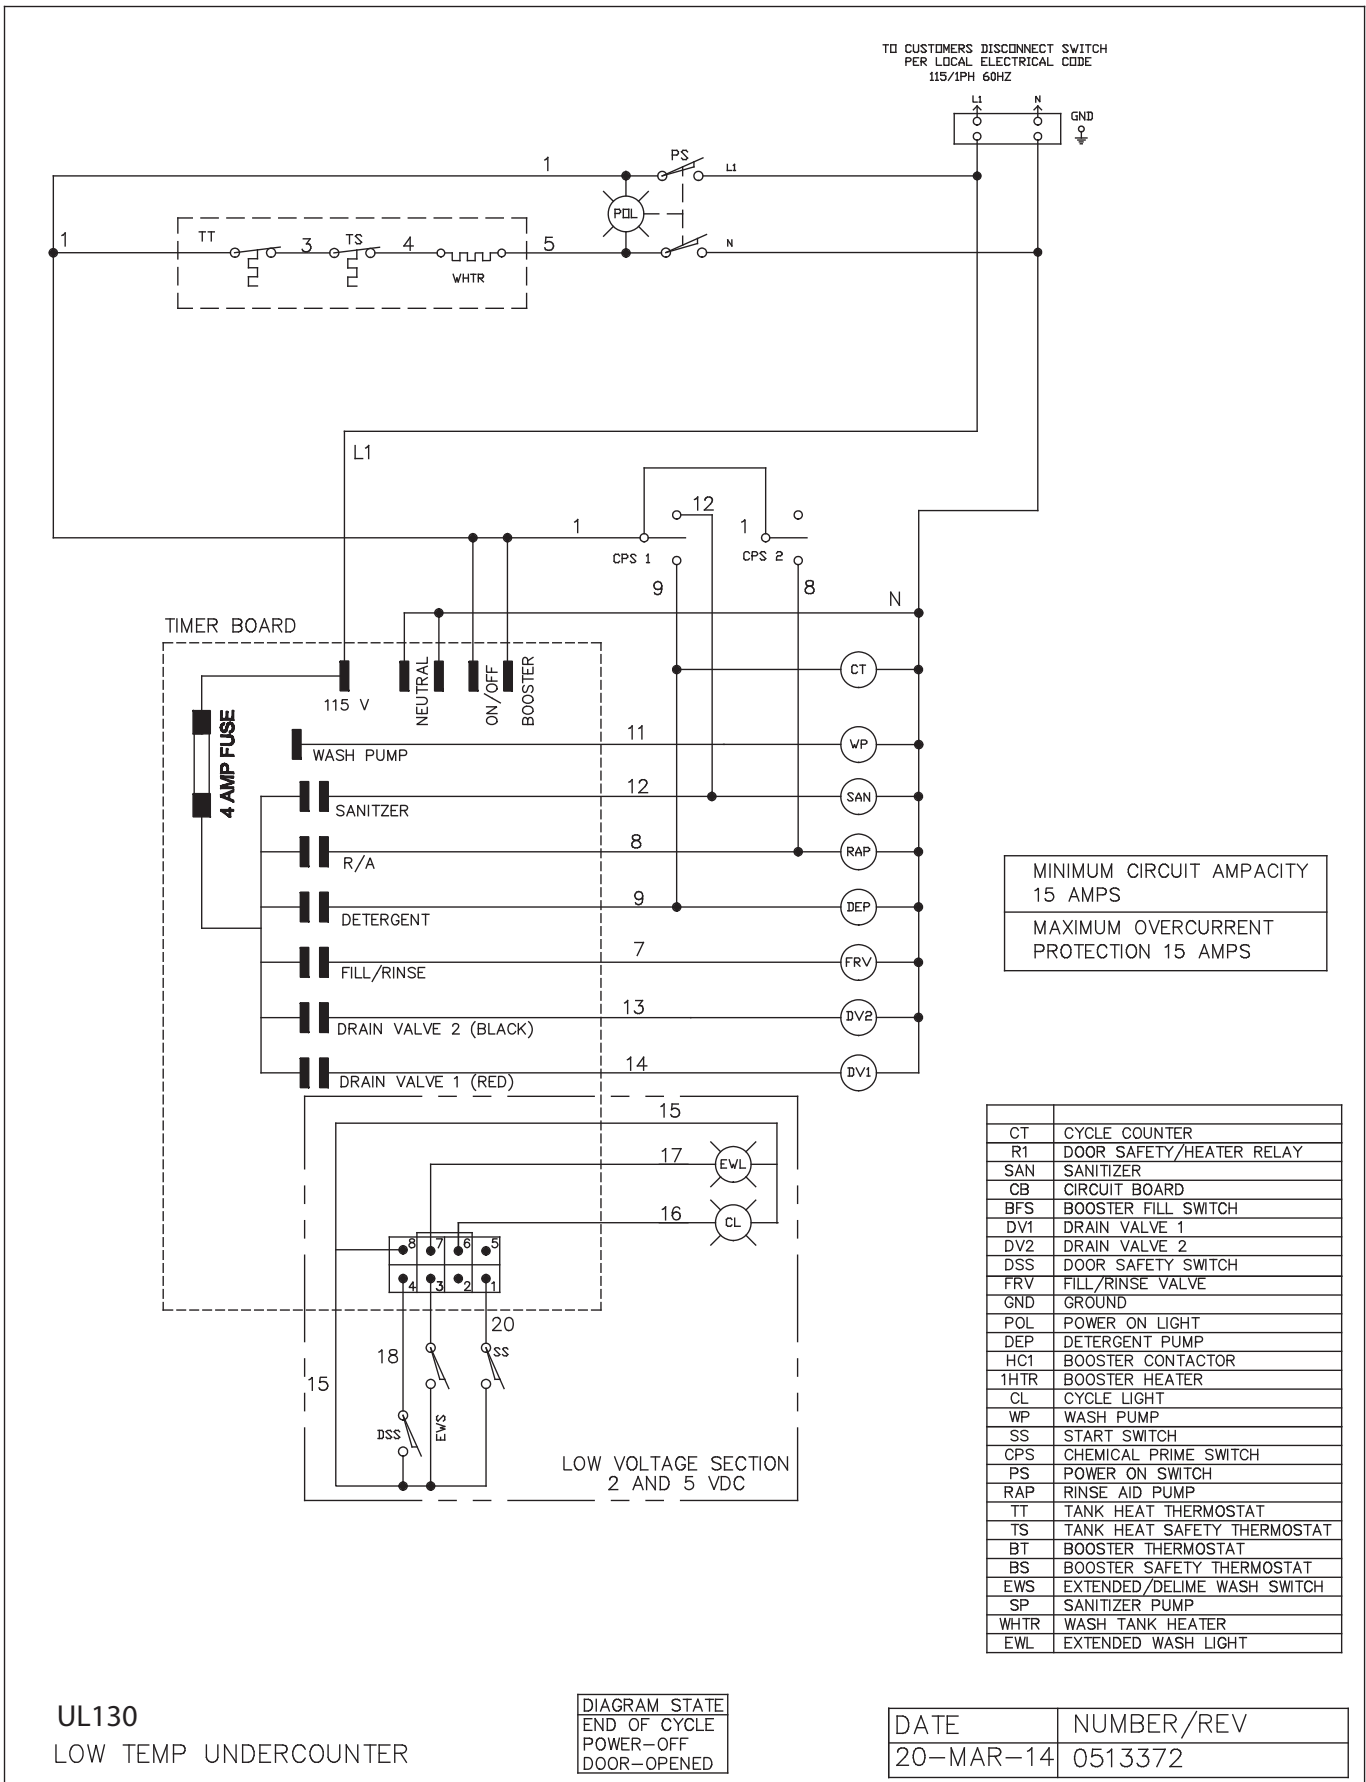 TO CUSTOMERS DISCONNECT SWITCH
PER LOCAL ELECTRICAL CODE
115/1PH 60HZ
L1 N
GND
1 PS L1
POL
1 TT 3 TS 4 5 N
WHTR
L1
12
1 1
CPS 1 CPS 2
9 8
N
TIMER BOARD
115 V
NEUTRAL
ON/OFF
BOOSTER
CT
4 AMP FUSE
11 WP
WASH PUMP
12 SAN
SANITZER
8 RAP
R/A
9 DEP
DETERGENT
7 FRV
FILL/RINSE
13 DV2
DRAIN VALVE 2 (BLACK)
14 DV1
DRAIN VALVE 1 (RED)
MINIMUM CIRCUIT AMPACITY
15 AMPS
MAXIMUM OVERCURRENT
PROTECTION 15 AMPS
15
17 EWL
16 CL
8 7 6 5
4 3 2 1
20
18 SS
15
DSS EWS
LOW VOLTAGE SECTION
2 AND 5 VDC
CT CYCLE COUNTER
R1 DOOR SAFETY/HEATER RELAY
SAN SANITIZER
CB CIRCUIT BOARD
BFS BOOSTER FILL SWITCH
DV1 DRAIN VALVE 1
DV2 DRAIN VALVE 2
DSS DOOR SAFETY SWITCH
FRV FILL/RINSE VALVE
GND GROUND
POL POWER ON LIGHT
DEP DETERGENT PUMP
HC1 BOOSTER CONTACTOR
1HTR BOOSTER HEATER
CL CYCLE LIGHT
WP WASH PUMP
SS START SWITCH
CPS CHEMICAL PRIME SWITCH
PS POWER ON SWITCH
RAP RINSE AID PUMP
TT TANK HEAT THERMOSTAT
TS TANK HEAT SAFETY THERMOSTAT
BT BOOSTER THERMOSTAT
BS BOOSTER SAFETY THERMOSTAT
EWS EXTENDED/DELIME WASH SWITCH
SP SANITIZER PUMP
WHTR WASH TANK HEATER
EWL EXTENDED WASH LIGHT
UL130
LOW TEMP UNDERCOUNTER
DIAGRAM STATE
END OF CYCLE
POWER-OFF
DOOR-OPENED
DATE NUMBER/REV
20-MAR-14 0513372